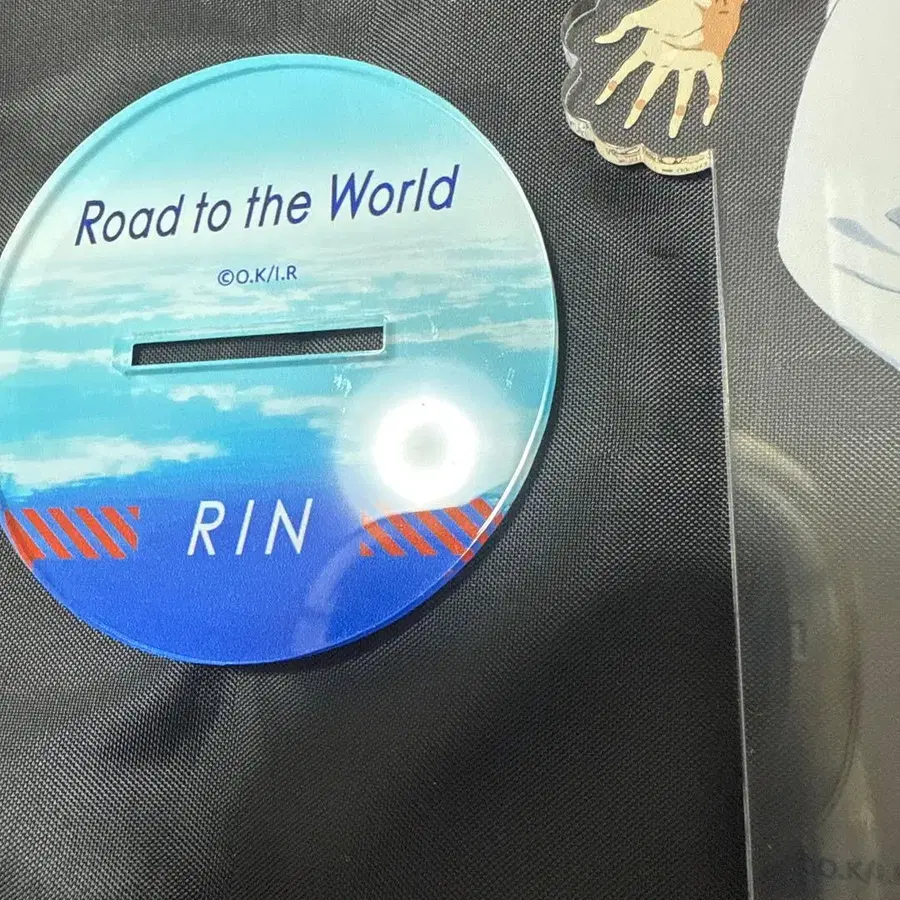 Road to the World
©O.K/I.R
RIN
O.K/I.